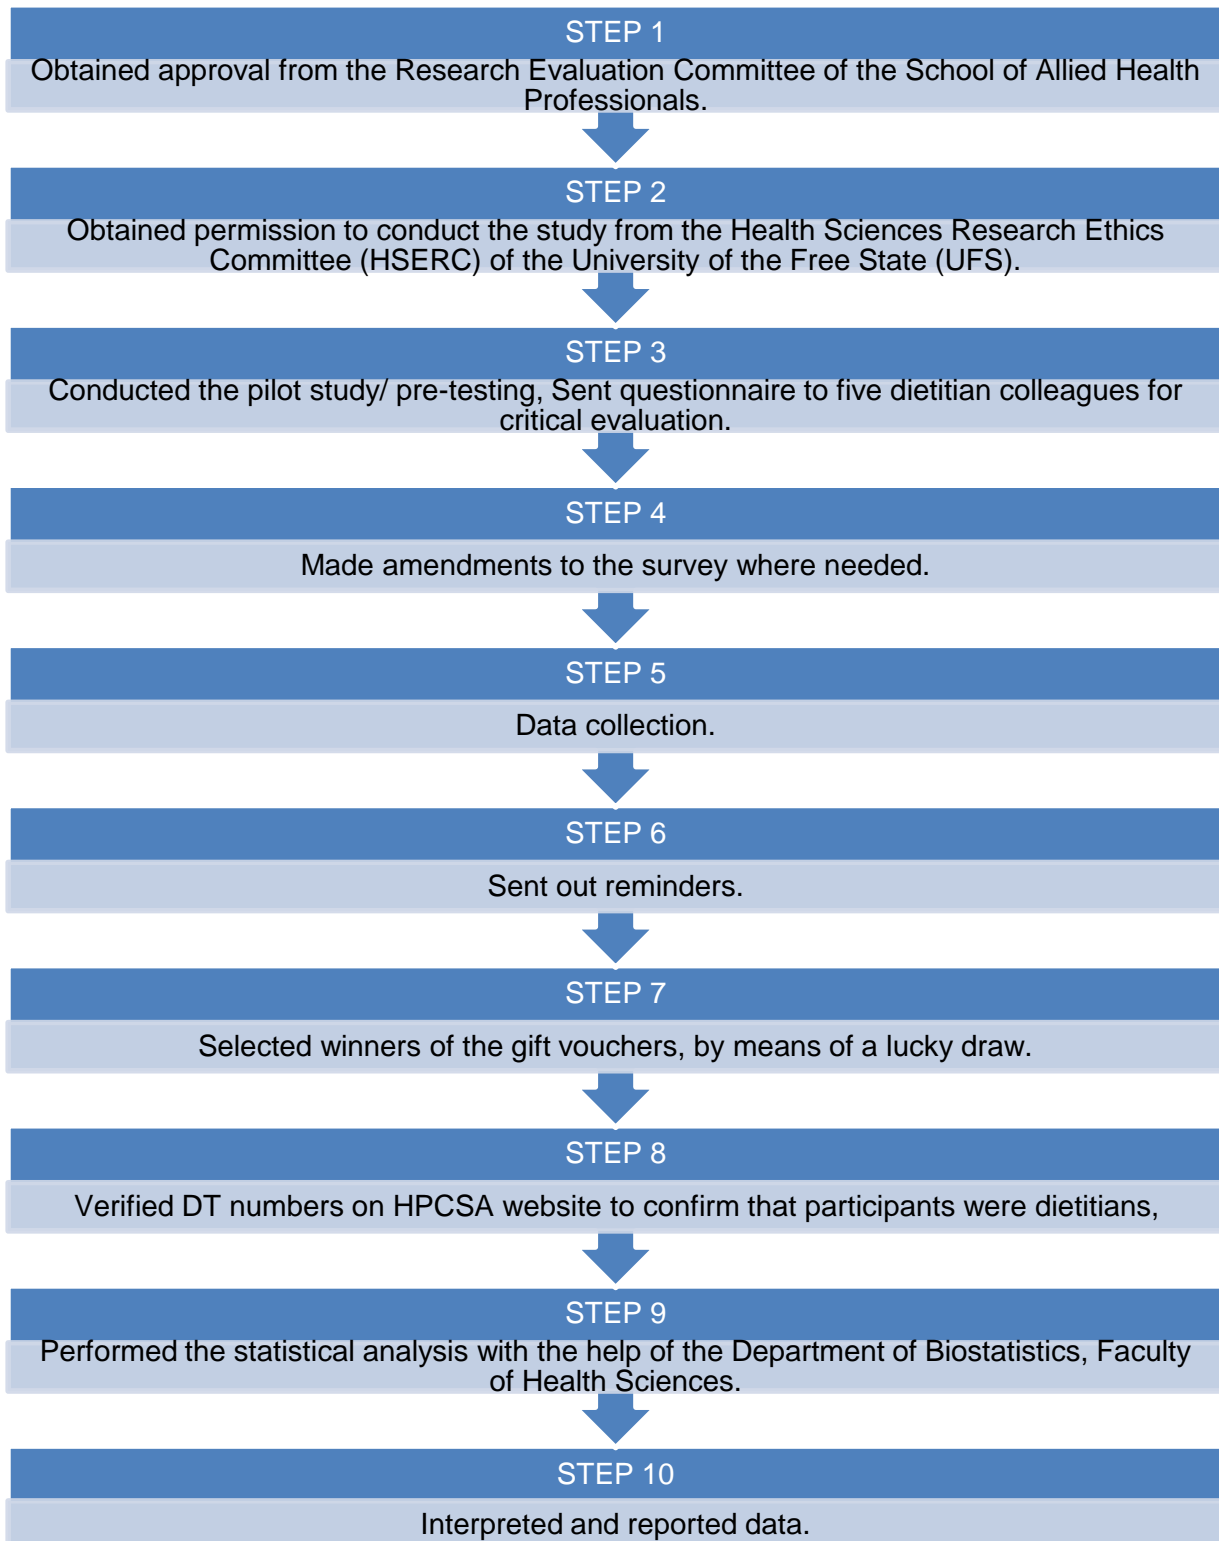 STEP 1
Obtained approval from the Research Evaluation Committee of the School of Allied Health
Professionals.
STEP 2
Obtained permission to conduct the study from the Health Sciences Research Ethics
Committee (HSERC) of the University of the Free State (UFS).
STEP 3
Conducted the pilot study/ pre-testing, Sent questionnaire to five dietitian colleagues for
critical evaluation.
STEP 4
Made amendments to the survey where needed.
STEP 5
Data collection.
STEP 6
Sent out reminders.
STEP 7
Selected winners of the gift vouchers, by means of a lucky draw.
STEP 8
Verified DT numbers on HPCSA website to confirm that participants were dietitians,
STEP 9
Performed the statistical analysis with the help of the Department of Biostatistics, Faculty
of Health Sciences.
STEP 10
Interpreted and reported data.